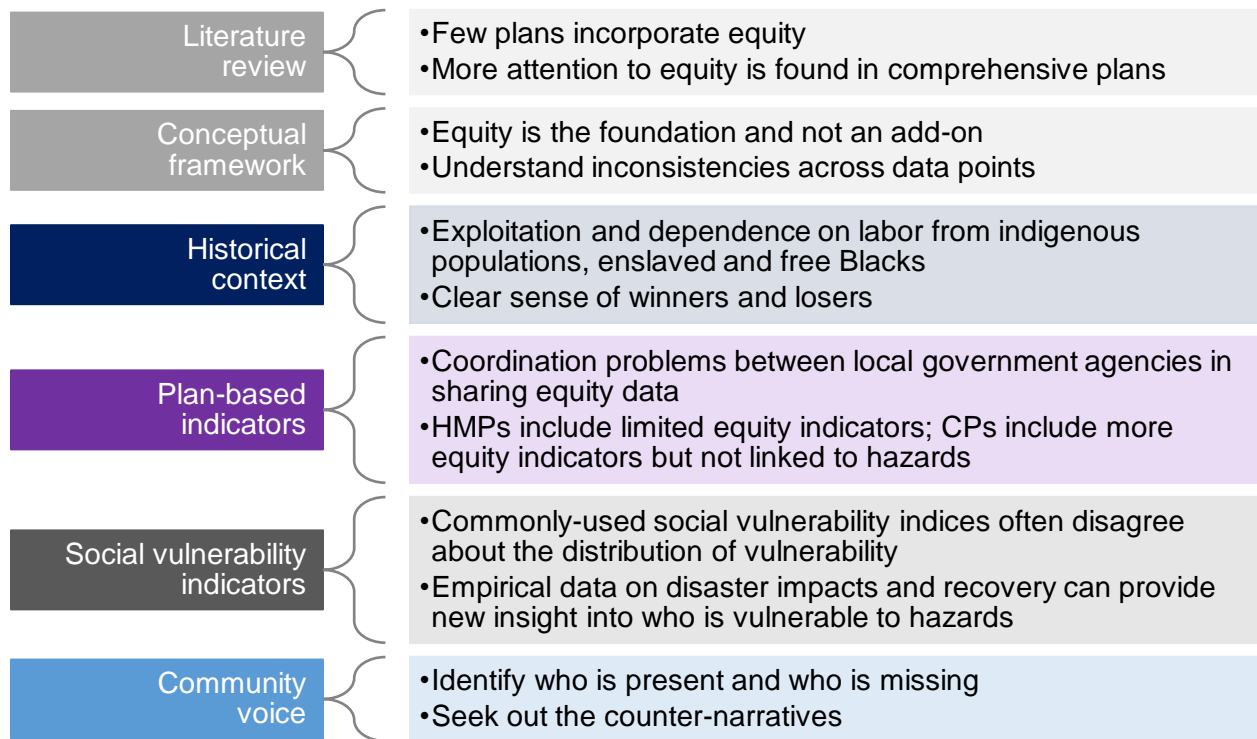 Literature
review
•Few plans incorporate equity
•More attention to equity is found in comprehensive plans
Conceptual
framework
•Equity is the foundation and not an add-on
•Understand inconsistencies across data points
Historical
context
•Exploitation and dependence on labor from indigenous
populations, enslaved and free Blacks
•Clear sense of winners and losers
Plan-based
indicators
•Coordination problems between local government agencies in
sharing equity data
•HMPs include limited equity indicators; CPs include more
equity indicators but not linked to hazards
Social vulnerability
indicators
•Commonly-used social vulnerability indices often disagree
about the distribution of vulnerability
•Empirical data on disaster impacts and recovery can provide
new insight into who is vulnerable to hazards
Community
voice
•Identify who is present and who is missing
•Seek out the counter-narratives